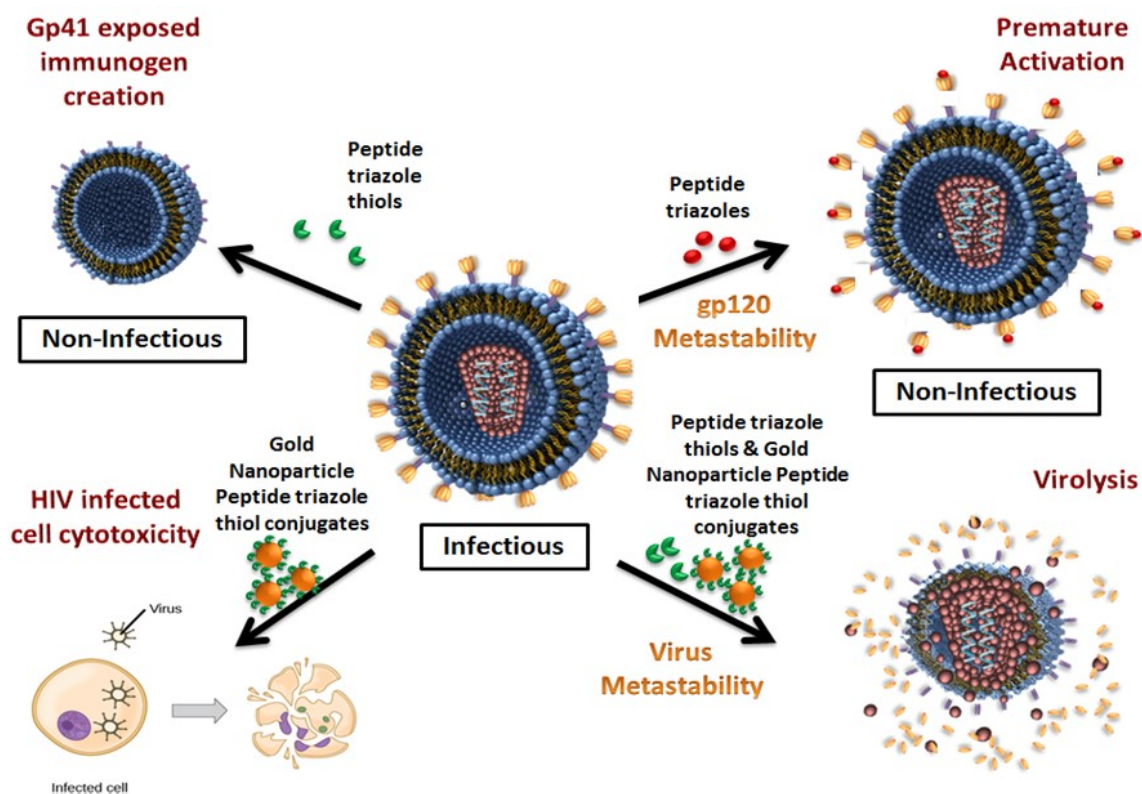 Gp41 exposed
immunogen
creation
Premature
Activation
Peptide
triazole
thiols
Peptide
triazoles
gp120
Metastability
Non-Infectious
Non-Infectious
Gold
Nanoparticle
Peptide triazole
thiol conjugates
Peptide triazole
thiols & Gold
Nanoparticle Peptide
triazole thiol
conjugates
HIV infected
cell cytotoxicity
Infectious
Virolysis
Virus
Virus
Metastability
Infected cell